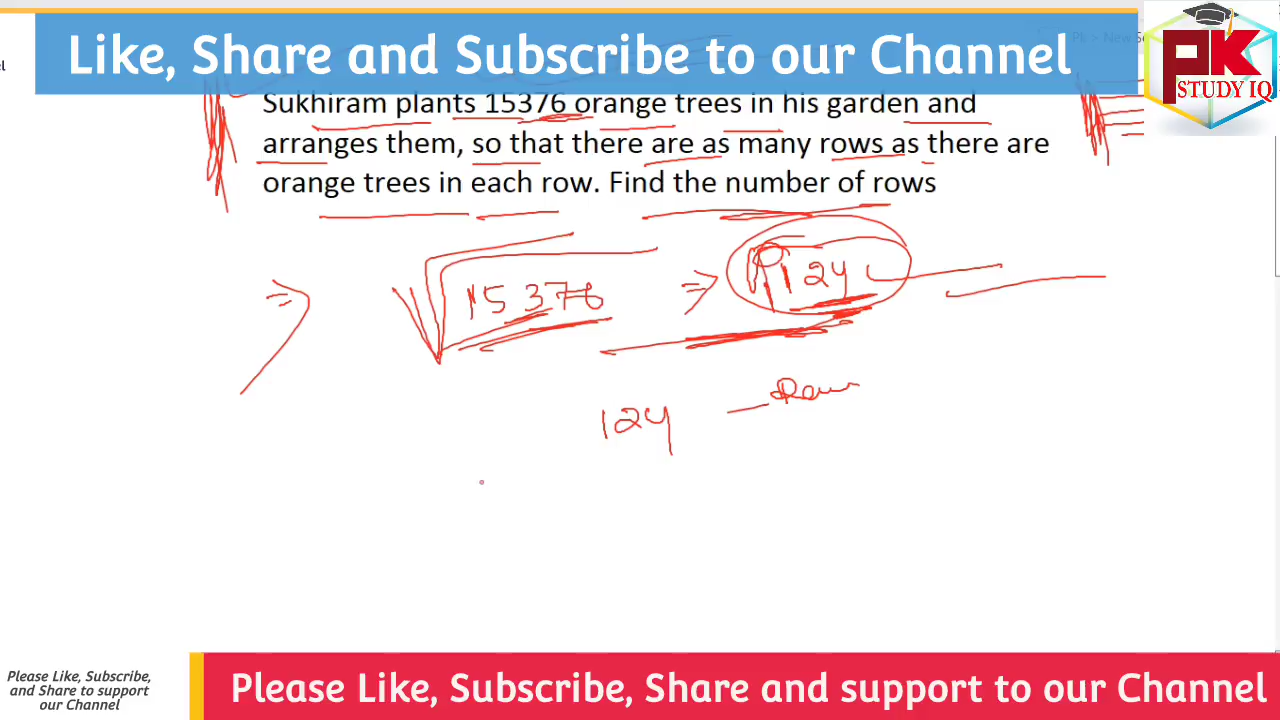 Like, Share and Subscribe to our Channel
PK
STUDY IQ
Sukhiram plants 15376 orange trees in his garden and
arranges them, so that there are as many rows as there are
orange trees in each row. Find the number of rows
⇒ √15376 ⇒ 124
124 — Row
Please Like, Subscribe,
and Share to support
our Channel
Please Like, Subscribe, Share and support to our Channel